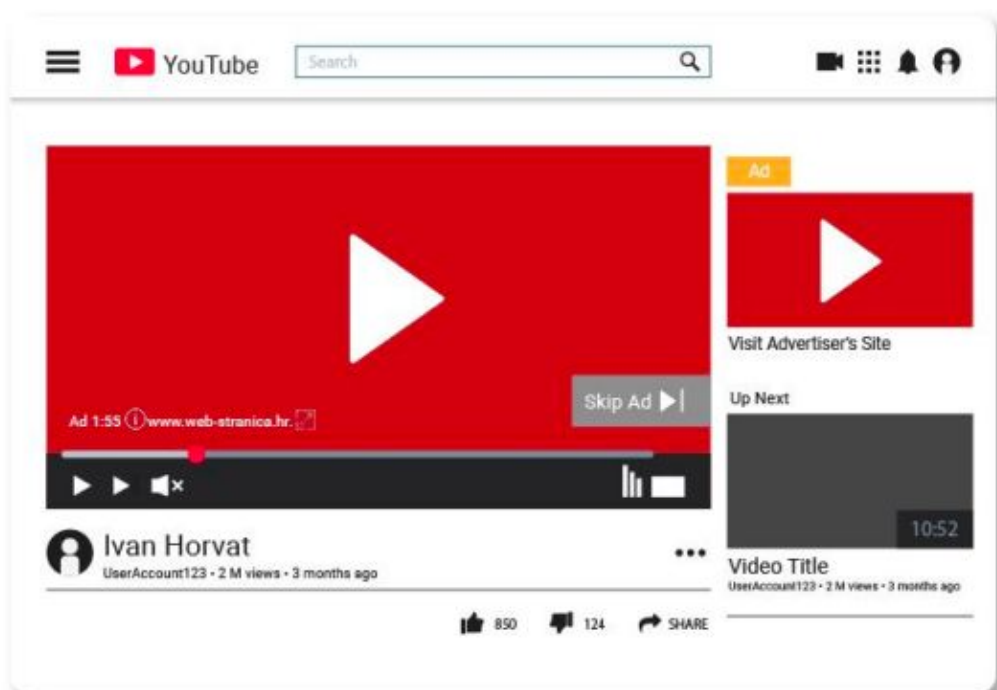 YouTube
Search
Ad
Visit Advertiser's Site
Skip Ad
Ad 1:55 i www.web-stranica.hr.
Up Next
10:52
Ivan Horvat
UserAccount123 - 2 M views - 3 months ago
Video Title
UserAccount123 - 2 M views - 3 months ago
850
124
SHARE